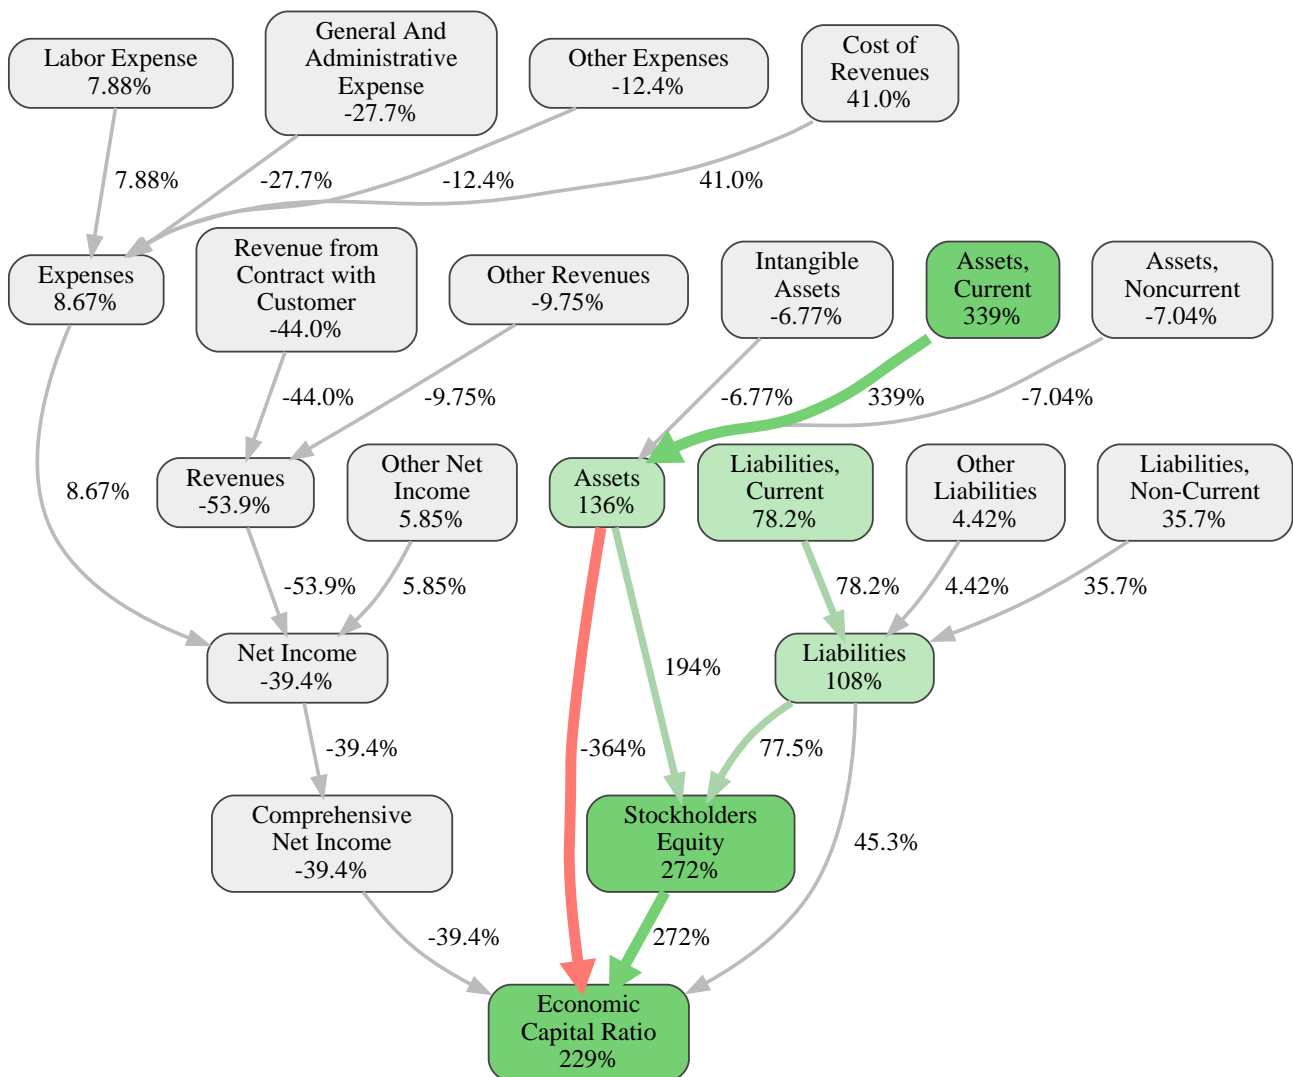 Labor Expense
7.88%
General And
Administrative
Expense
-27.7%
Other Expenses
-12.4%
Cost of
Revenues
41.0%
7.88%
-27.7%
-12.4%
41.0%
Expenses
8.67%
Revenue from
Contract with
Customer
-44.0%
Other Revenues
-9.75%
Intangible
Assets
-6.77%
Assets,
Current
339%
Assets,
Noncurrent
-7.04%
-44.0%
-9.75%
-6.77%
339%
-7.04%
8.67%
Revenues
-53.9%
Other Net
Income
5.85%
Assets
136%
Liabilities,
Current
78.2%
Other
Liabilities
4.42%
Liabilities,
Non-Current
35.7%
-53.9%
5.85%
78.2%
4.42%
35.7%
Net Income
-39.4%
194%
Liabilities
108%
-39.4%
-364%
77.5%
Comprehensive
Net Income
-39.4%
Stockholders
Equity
272%
45.3%
-39.4%
272%
Economic
Capital Ratio
229%